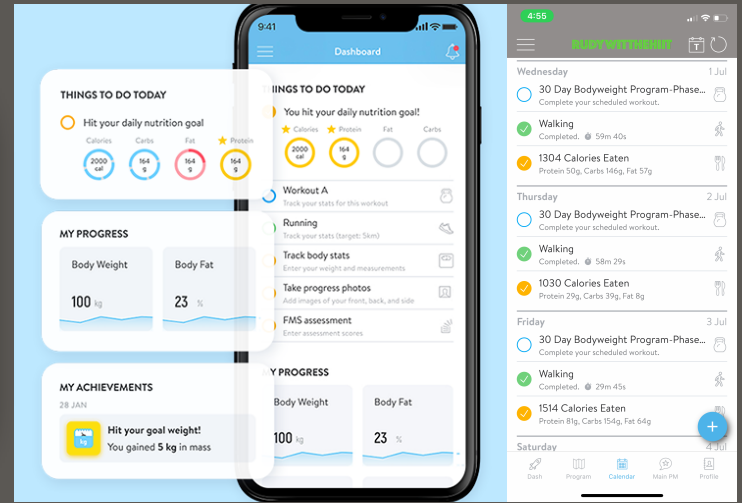 THINGS TO DO TODAY
Hit your daily nutrition goal
Calories
Carbs
Fat
Protein
2000
cal
164
g
164
g
164
g
MY PROGRESS
Body Weight
100 kg
Body Fat
23 %
MY ACHIEVEMENTS
28 JAN
Hit your goal weight!
You gained 5 kg in mass
kg
9:41
Dashboard
THINGS TO DO TODAY
You hit your daily nutrition goal!
Calories
Protein
Fat
Carbs
2000
cal
164
g
Workout A
Track your stats for this workout
Running
Track your stats (target: 5km)
Track body stats
Enter your weight and measurements
Take progress photos
Add images of your front, back, and side
FMS assessment
Enter assessment scores
MY PROGRESS
Body Weight
100 kg
Body Fat
23 %
4:55
RUDYWITTHEHIIT
T
Wednesday
1 Jul
30 Day Bodyweight Program-Phase...
Complete your scheduled workout.
Walking
Completed. 59m 40s
1304 Calories Eaten
Protein 50g, Carbs 146g, Fat 57g
Thursday
2 Jul
30 Day Bodyweight Program-Phase...
Complete your scheduled workout.
Walking
Completed. 58m 29s
1030 Calories Eaten
Protein 29g, Carbs 39g, Fat 8g
Friday
3 Jul
30 Day Bodyweight Program-Phase...
Complete your scheduled workout.
Walking
Completed. 29m 45s
1514 Calories Eaten
Protein 81g, Carbs 154g, Fat 64g
+
Saturday
4 Jul
Dash
Program
Calendar
Main PM
Profile